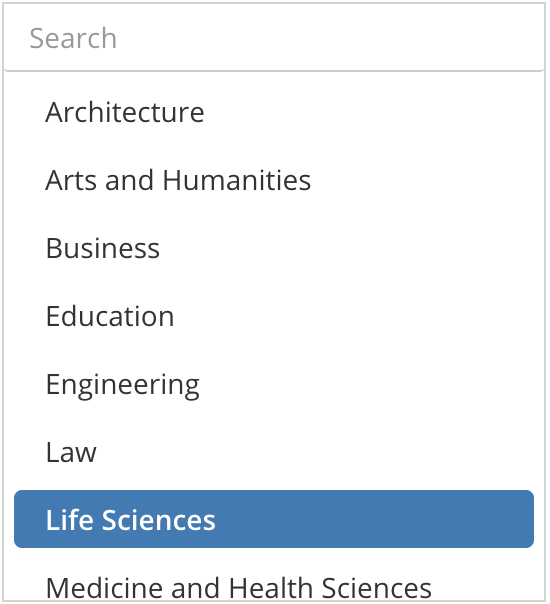 Search
Architecture
Arts and Humanities
Business
Education
Engineering
Law
Life Sciences
Medicine and Health Sciences